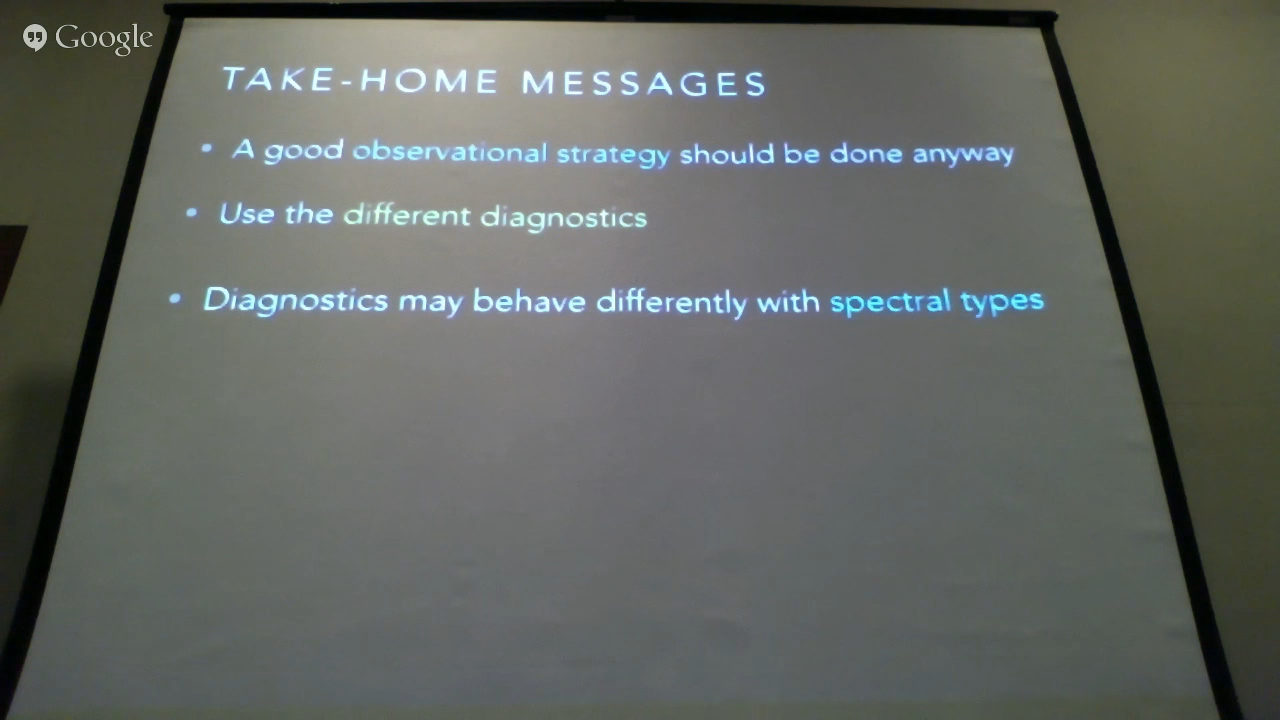 Google
TAKE-HOME MESSAGES
• A good observational strategy should be done anyway
• Use the different diagnostics
• Diagnostics may behave differently with spectral types